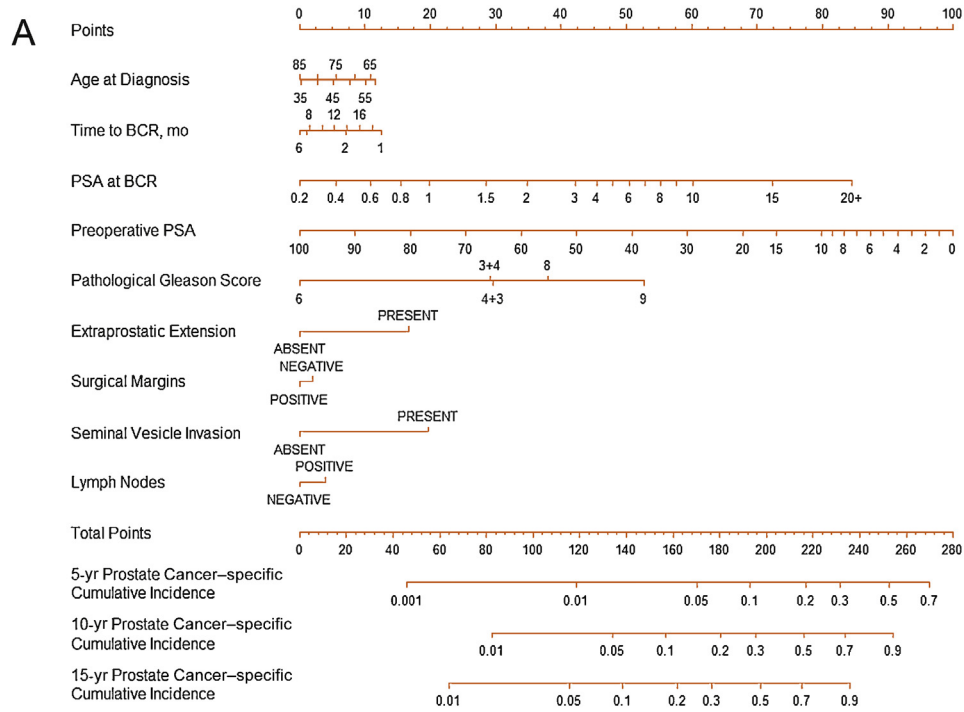 A
0 10 20 30 40 50 60 70 80 90 100
Points
85 75 65
Age at Diagnosis
35 45 55
8 12 16
Time to BCR, mo
6 2 1
PSA at BCR
0.2 0.4 0.6 0.8 1 1.5 2 3 4 6 8 10 15 20+
Preoperative PSA
100 90 80 70 60 50 40 30 20 15 10 8 6 4 2 0
3+4 8
Pathological Gleason Score
6 4+3 9
PRESENT
Extraprostatic Extension
ABSENT
NEGATIVE
Surgical Margins
POSITIVE
PRESENT
Seminal Vesicle Invasion
ABSENT
POSITIVE
Lymph Nodes
NEGATIVE
Total Points
0 20 40 60 80 100 120 140 160 180 200 220 240 260 280
5-yr Prostate Cancer–specific
Cumulative Incidence
0.001 0.01 0.05 0.1 0.2 0.3 0.5 0.7
10-yr Prostate Cancer–specific
Cumulative Incidence
0.01 0.05 0.1 0.2 0.3 0.5 0.7 0.9
15-yr Prostate Cancer–specific
Cumulative Incidence
0.01 0.05 0.1 0.2 0.3 0.5 0.7 0.9